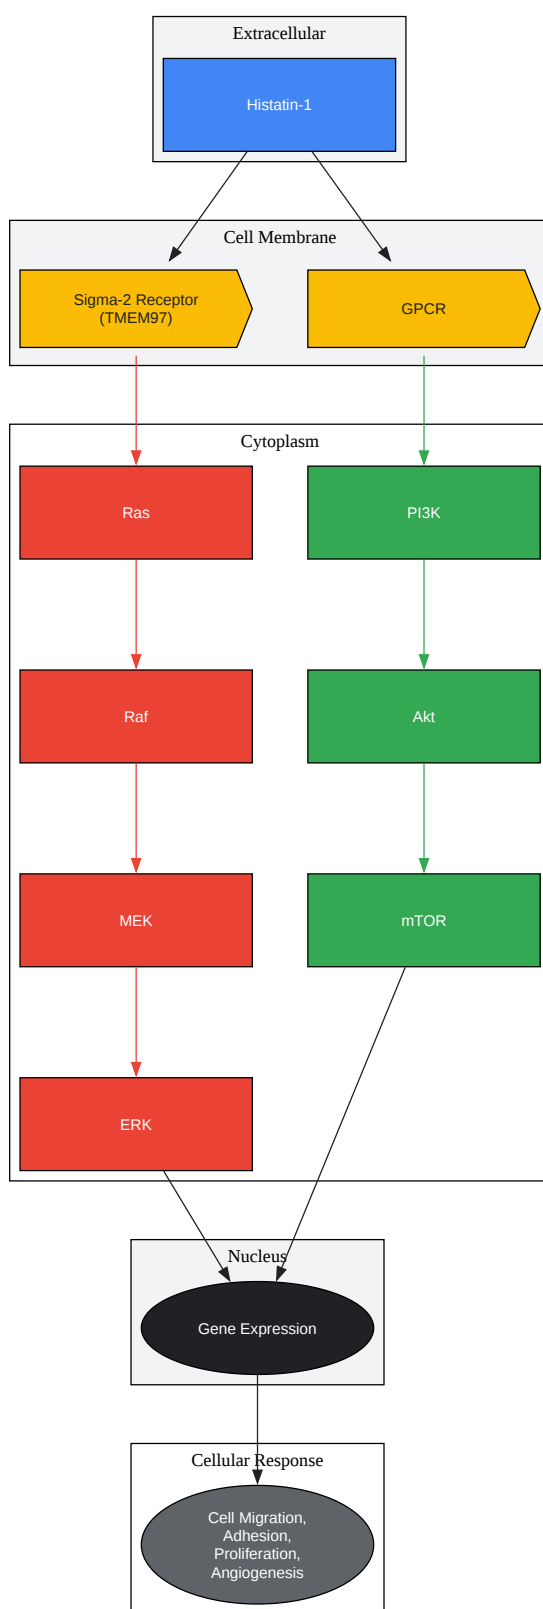 Extracellular
Histatin-1
Cell Membrane
Sigma-2 Receptor
(TMEM97)
GPCR
Cytoplasm
Ras
PI3K
Raf
Akt
MEK
mTOR
ERK
Nucleus
Gene Expression
Cellular Response
Cell Migration,
Adhesion,
Proliferation,
Angiogenesis